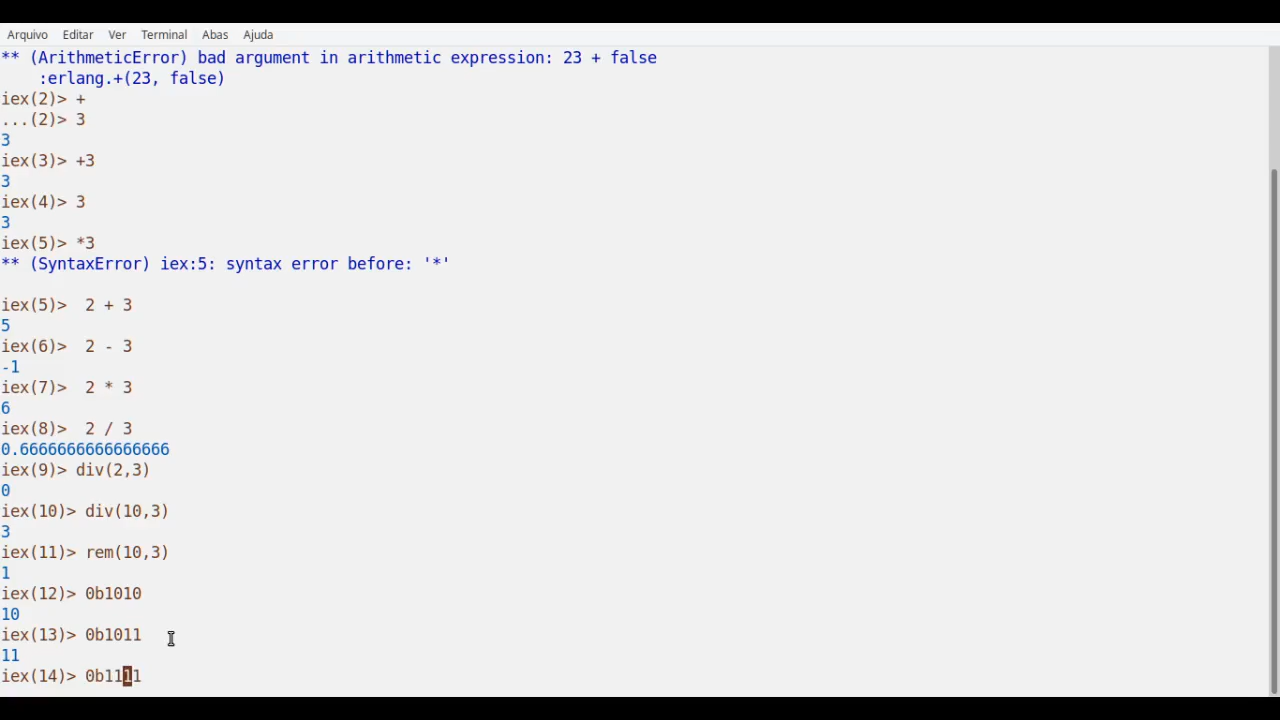 Arquivo Editar Ver Terminal Abas Ajuda
** (ArithmeticError) bad argument in arithmetic expression: 23 + false
    :erlang.+(23, false)
iex(2)> +
...(2)> 3
3
iex(3)> +3
3
iex(4)> 3
3
iex(5)> *3
** (SyntaxError) iex:5: syntax error before: '*'
iex(5)>  2 + 3
5
iex(6)>  2 - 3
-1
iex(7)>  2 * 3
6
iex(8)>  2 / 3
0.6666666666666666
iex(9)> div(2,3)
0
iex(10)> div(10,3)
3
iex(11)> rem(10,3)
1
iex(12)> 0b1010
10
iex(13)> 0b1011
11
iex(14)> 0b1111